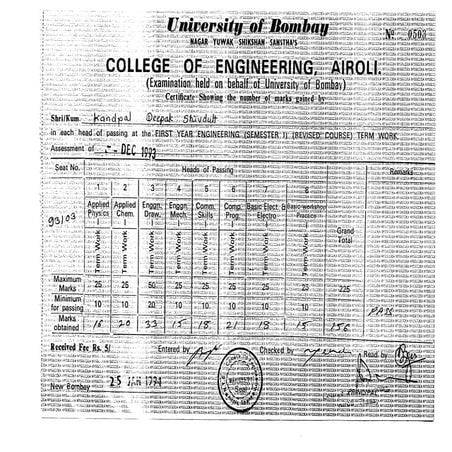 University of Bombay
NAGAR YUWAK SHIKSHAN SANSTHA'S
Nº 0503
COLLEGE OF ENGINEERING, AIROLI.
(Examination held on behalf of University of Bombay)
Certificate Showing the number of marks gained by
Shri/Kum. Kandpal Deepak Shivdutt
in each head of passing at the FIRST YEAR ENGINEERING (SEMESTER I) (REVISED COURSE) TERM WORK
Assessment of DEC 1993
Seat No. Heads of Passing Remarks
1 2 3 4 5 6 7 8
Applied Physics Applied Chem. Enggn. Draw. Enggn. Mech. Comm. Skills Comp. Prog. Basic Elect. & Electro Basic workshop Practice Grand Total
Term Work Term Work Term Work Term Work Term Work Term Work Term Work Term Work
93/03
Maximum Marks 25 25 50 25 25 25 25 25 225
Minimum for passing 10 10 20 10 10 10 10 10 PASS
Marks obtained 16 20 33 15 18 21 18 15 156
Received Fee Rs. 5/ Entered by Checked by Read by
New Bombay 25 JAN 1994 PRINCIPAL